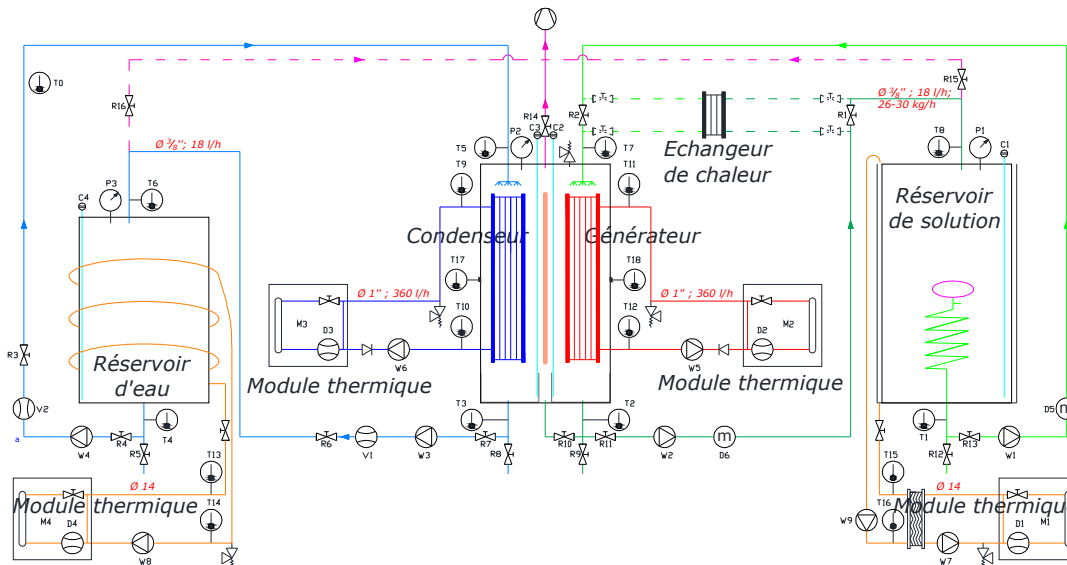 T0
R16
Ø ⅜"; 18 l/h
P3
T6
C4
R3
V2
a
Réservoir
d'eau
W4
R4
R5
T4
T13
Ø 14
T14
Module thermique
M4
D4
W8
R14
C3
C2
P2
T5
T9
R2
T7
T11
Condenseur
Générateur
T17
T18
Ø 1" ; 360 l/h
Ø 1" ; 360 l/h
T10
T12
M3
D3
W6
Module thermique
W5
D2
M2
Module thermique
T3
T2
R6
V1
W3
R7
R8
R10
R9
R11
W2
m
D6
Echangeur
de chaleur
R1
R15
Ø ⅜" ; 18 l/h;
26-30 kg/h
T8
P1
C1
Réservoir
de solution
T1
R13
R12
W1
D5
m
T15
Ø 14
T16
Module thermique
W9
W7
D1
M1